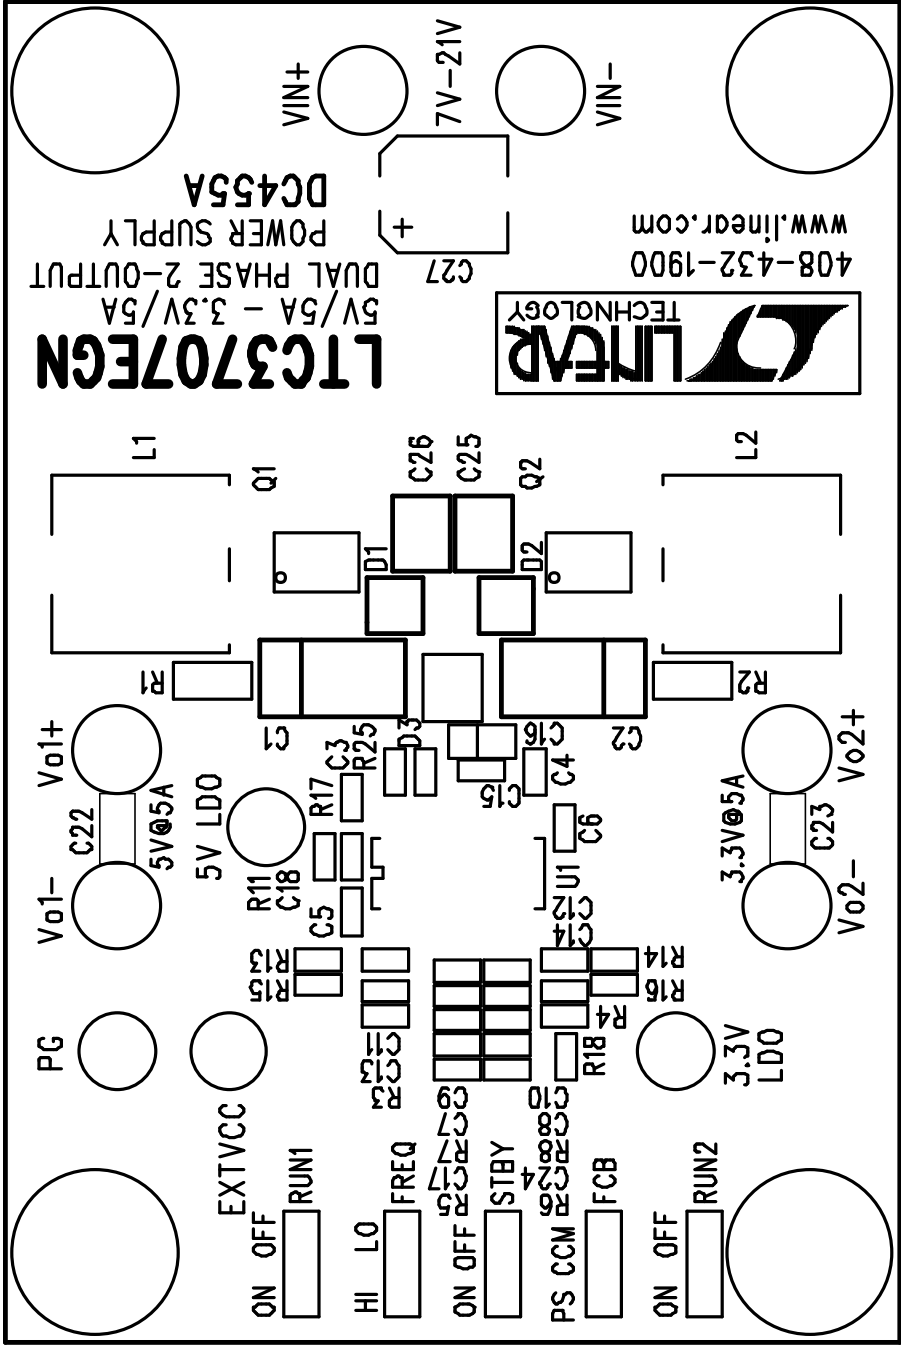 VIN+
7V-21V
VIN-
DC455A
POWER SUPPLY
DUAL PHASE 2-OUTPUT
5V/5A - 3.3V/5A
LTC3707EGN
C27
www.linear.com
408-432-1900
LINEAR
TECHNOLOGY
L1
Q1
C26
C25
Q2
L2
D1
D2
R1
R2
C1
C3
R25
D3
C16
C2
Vo1+
Vo2+
C22
5V@5A
5V LDO
R17
C15
C4
C6
3.3V@5A
C23
Vo1-
R11
C18
C5
U1
C12
C14
Vo2-
R13
R15
R14
R16
R4
PG
C11
C13
R3
R18
3.3V
LDO
C9
C7
R7
C17
R5
C10
C8
R8
C24
R6
EXTVCC
RUN1
FREQ
STBY
FCB
RUN2
ON OFF
HI LO
ON OFF
PS CCM
ON OFF